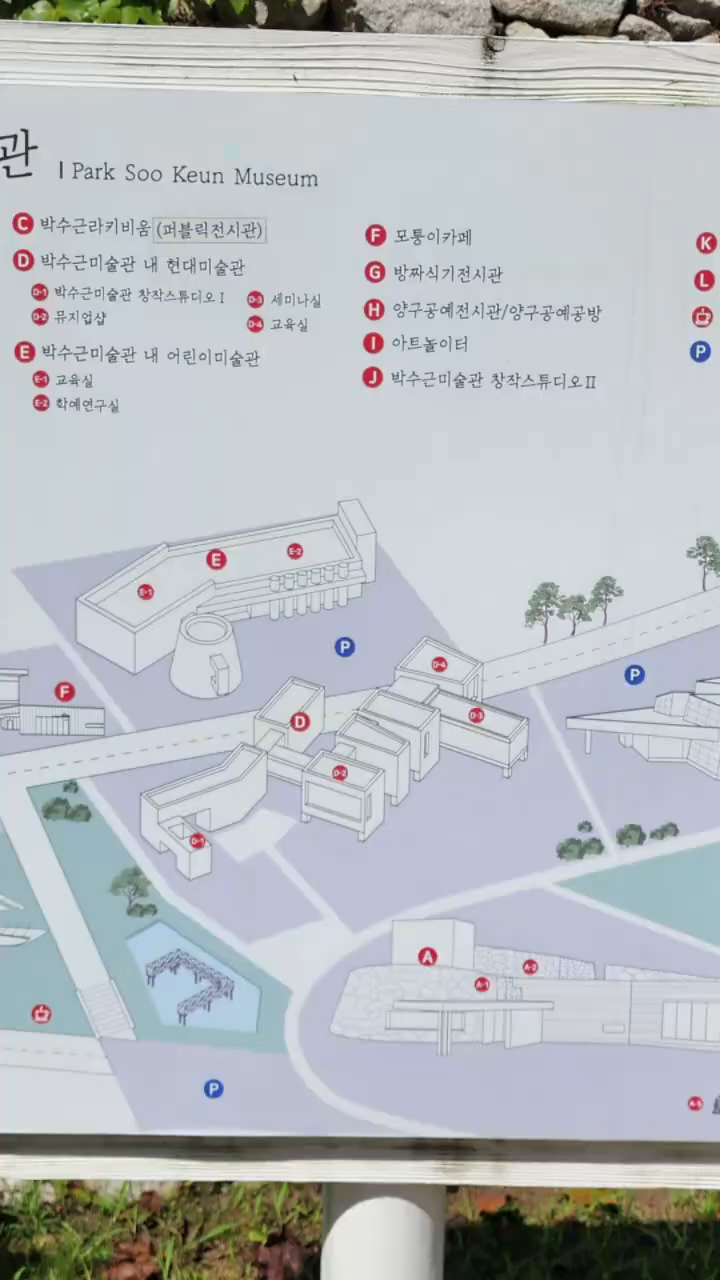 관 | Park Soo Keun Museum
C 박수근라키비움 (퍼블릭전시관)
D 박수근미술관 내 현대미술관
D-1 박수근미술관 창작스튜디오Ⅰ
D-3 세미나실
D-2 뮤지업샵
D-4 교육실
E 박수근미술관 내 어린이미술관
E-1 교육실
E-2 학예연구실
F 모퉁이카페
G 방짜식기전시관
H 양구공예전시관/양구공예공방
I 아트놀이터
J 박수근미술관 창작스튜디오Ⅱ
K
L
P
E
E-2
E-1
P
D-4
P
F
D
D-3
D-2
D-1
A
A-2
A-1
P
A-3